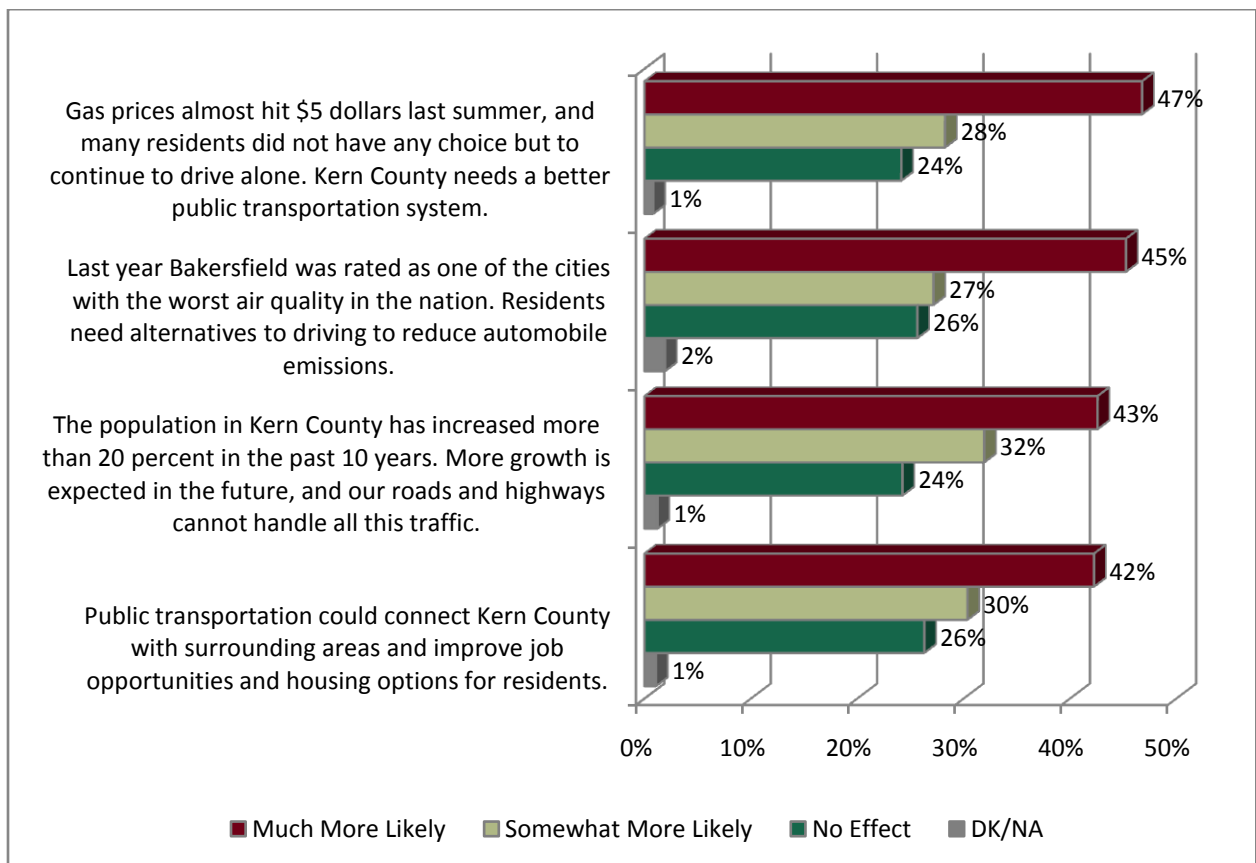 Gas prices almost hit $5 dollars last summer, and
many residents did not have any choice but to
continue to drive alone. Kern County needs a better
public transportation system.
47%
28%
24%
1%
Last year Bakersfield was rated as one of the cities
with the worst air quality in the nation. Residents
need alternatives to driving to reduce automobile
emissions.
45%
27%
26%
2%
The population in Kern County has increased more
than 20 percent in the past 10 years. More growth is
expected in the future, and our roads and highways
cannot handle all this traffic.
43%
32%
24%
1%
Public transportation could connect Kern County
with surrounding areas and improve job
opportunities and housing options for residents.
42%
30%
26%
1%
0% 10% 20% 30% 40% 50%
Much More Likely Somewhat More Likely No Effect DK/NA